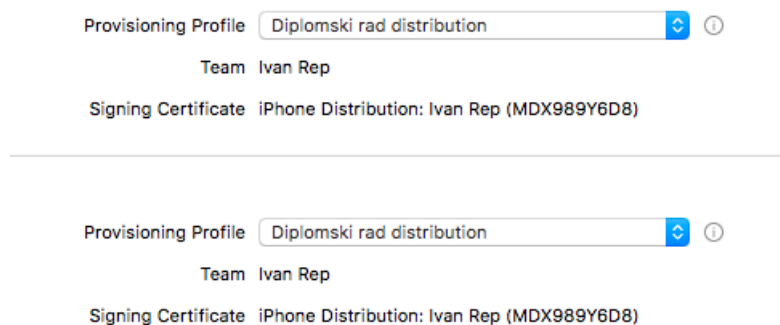 Provisioning Profile Diplomski rad distribution
Team Ivan Rep
Signing Certificate iPhone Distribution: Ivan Rep (MDX989Y6D8)
Provisioning Profile Diplomski rad distribution
Team Ivan Rep
Signing Certificate iPhone Distribution: Ivan Rep (MDX989Y6D8)